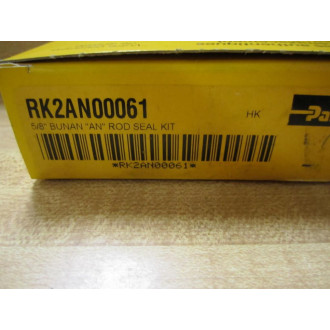 RK2AN00061
5/8" BUNAN "AN" ROD SEAL KIT
HK
*RK2AN00061*